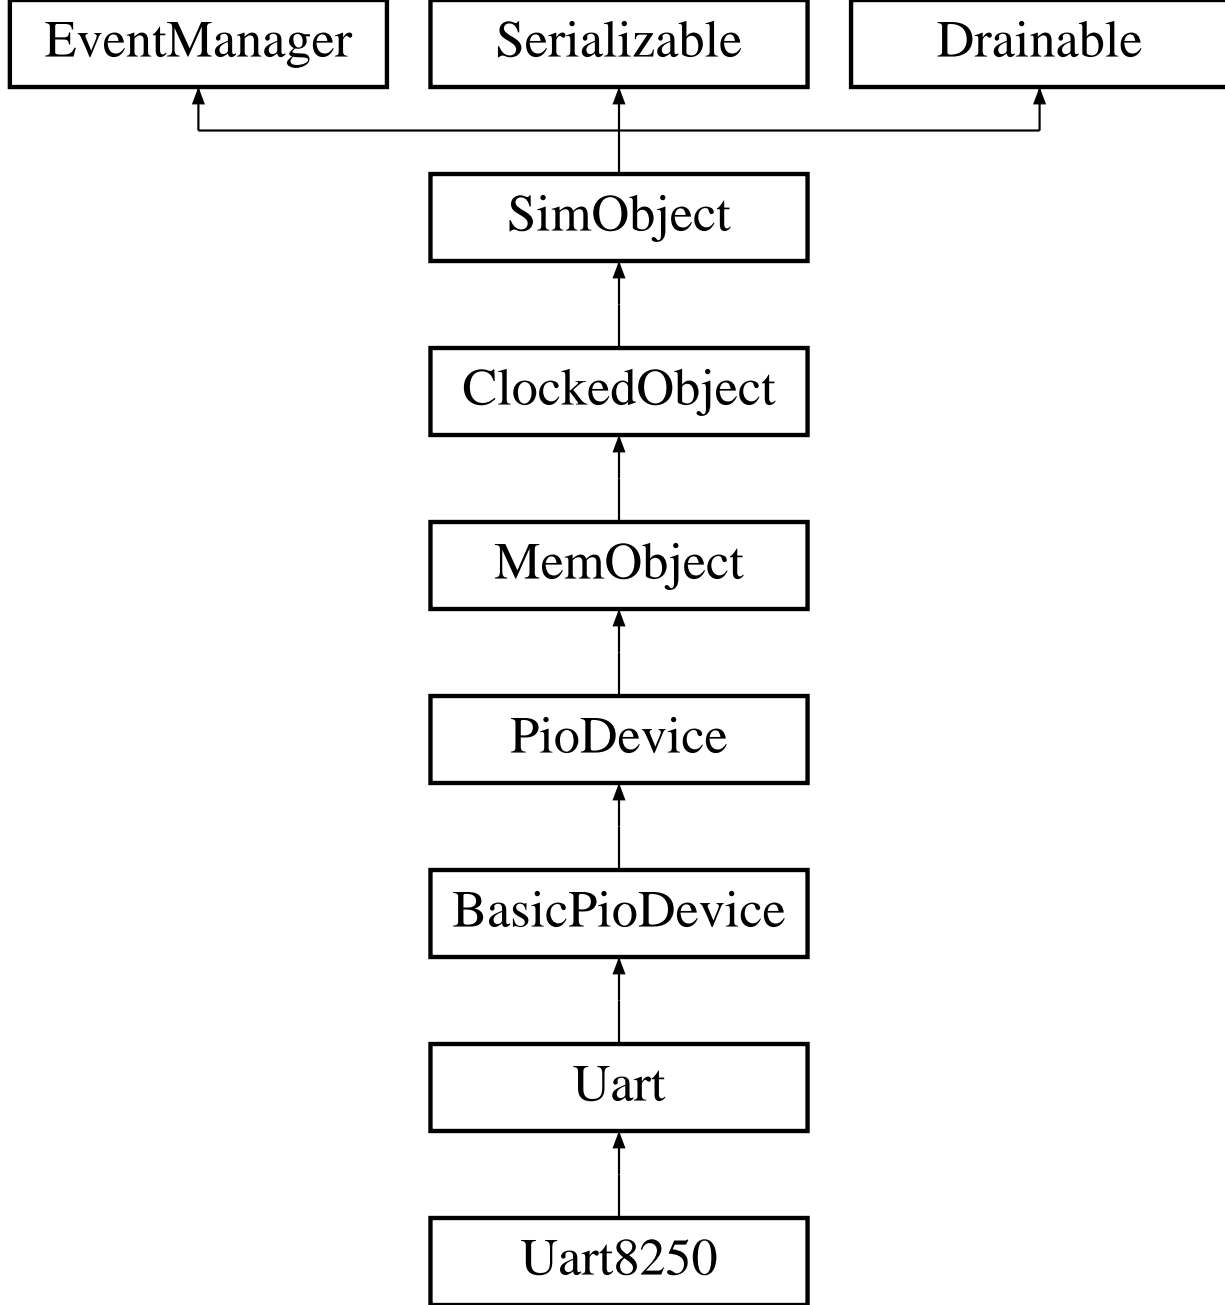 EventManager
Serializable
Drainable
SimObject
ClockedObject
MemObject
PioDevice
BasicPioDevice
Uart
Uart8250